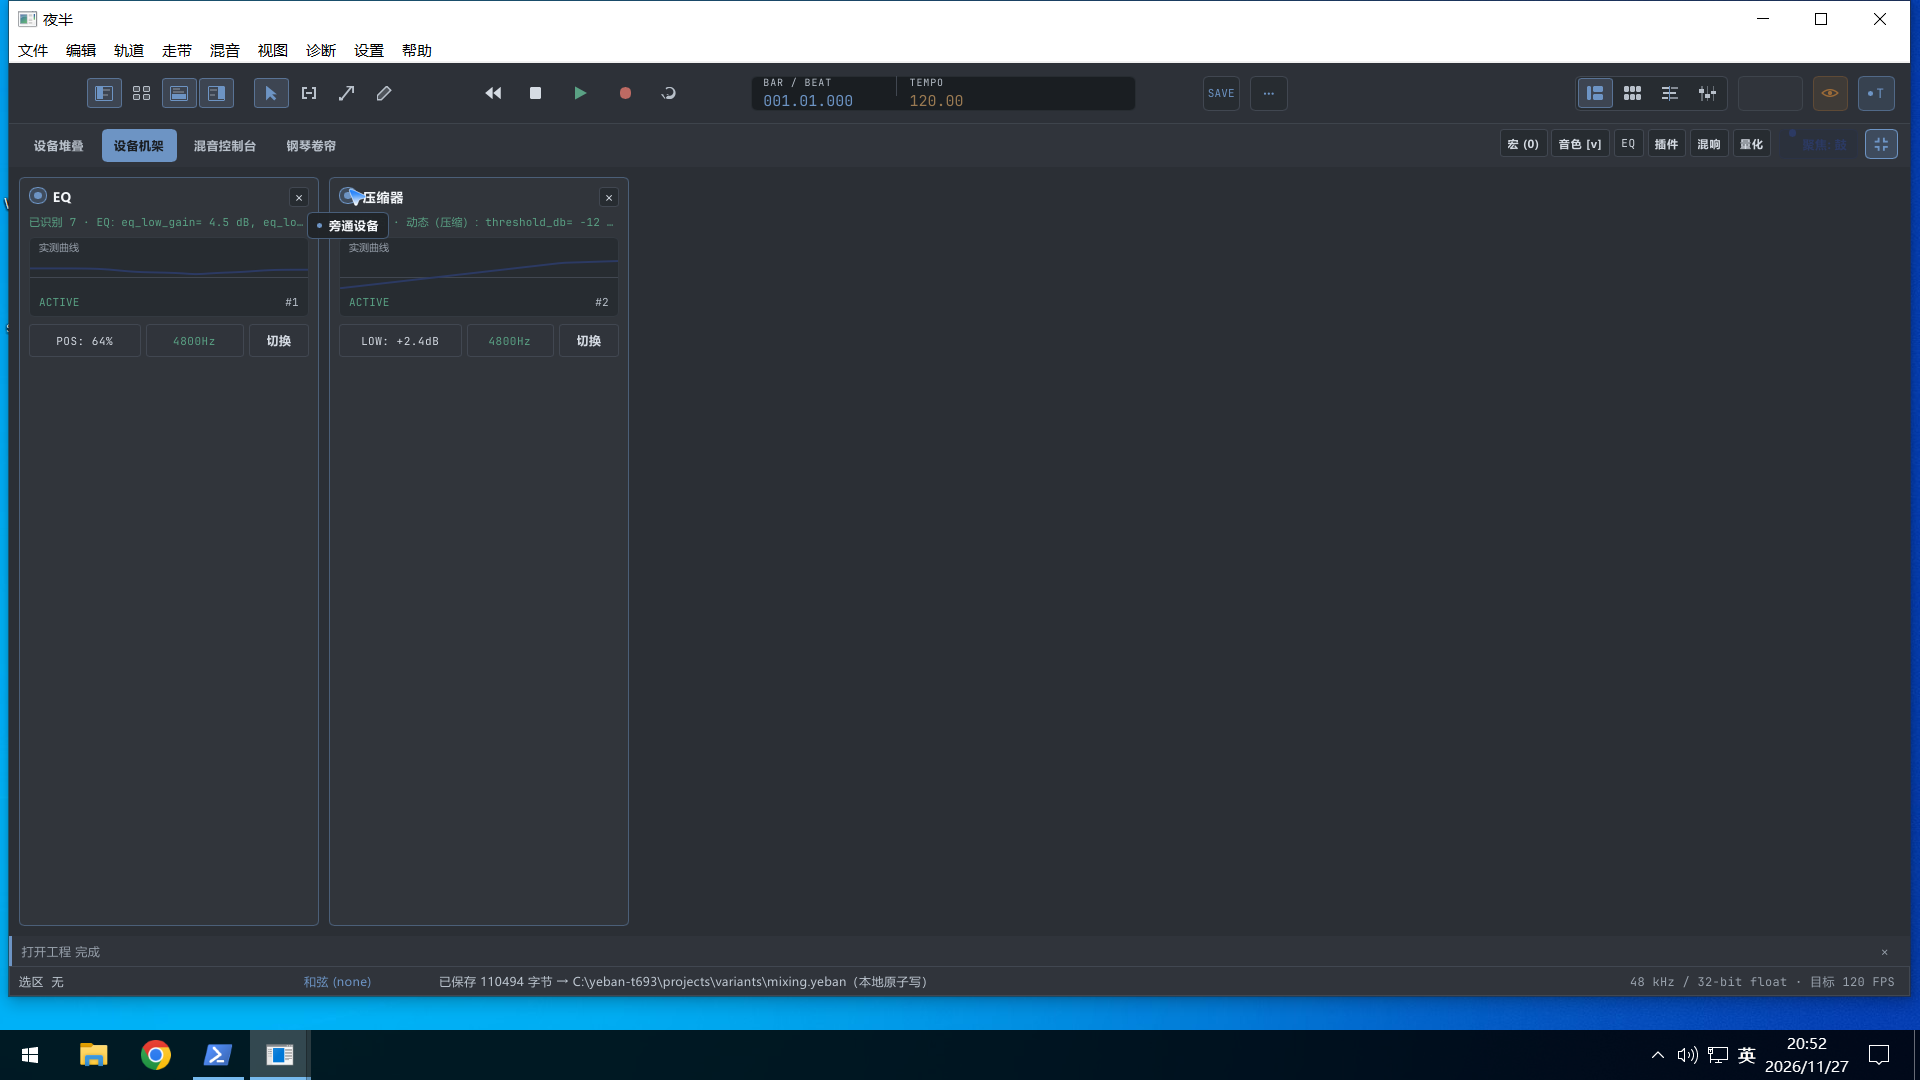 夜半
文件 编辑 轨道 走带 混音 视图 诊断 设置 帮助
BAR / BEAT
001.01.000
TEMPO
120.00
SAVE
T
设备堆叠 设备机架 混音控制台 钢琴卷帘
宏 (0) 音色 [v] EQ 插件 混响 量化
EQ ×
已识别 7 · EQ: eq_low_gain= 4.5 dB, eq_lo…
实测曲线
ACTIVE #1
POS: 64% 4800Hz 切换
压缩器 ×
旁通设备
· 动态 (压缩) : threshold_db= -12 …
实测曲线
ACTIVE #2
LOW: +2.4dB 4800Hz 切换
打开工程 完成 ×
选区 无 和弦 (none) 已保存 110494 字节 → C:\yeban-t693\projects\variants\mixing.yeban (本地原子写) 48 kHz / 32-bit float · 目标 120 FPS
英
20:52
2026/11/27